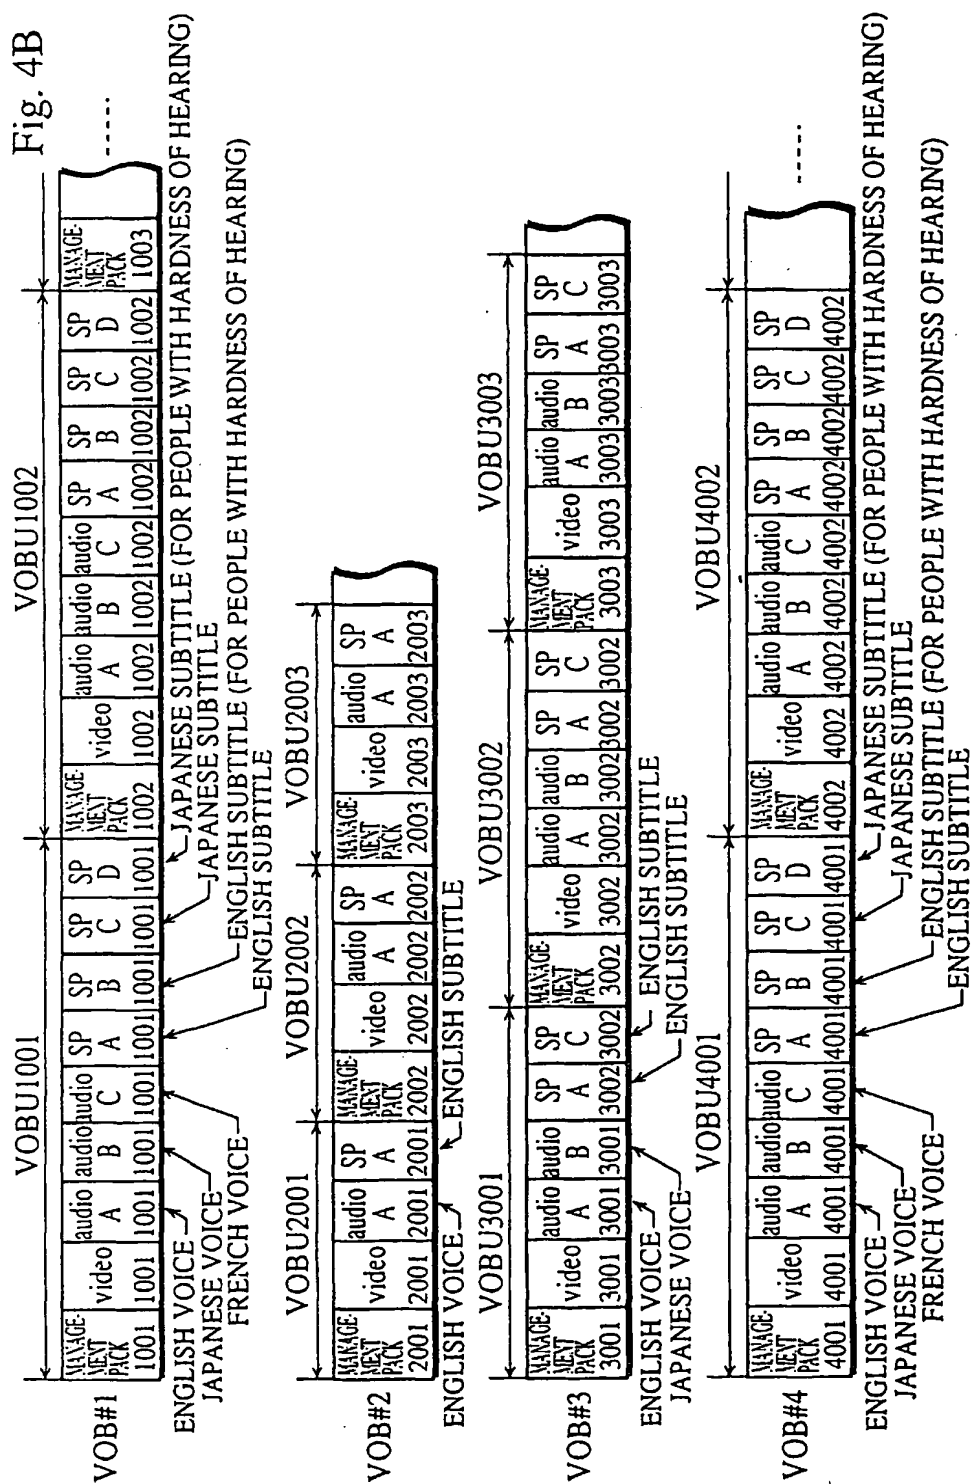 Fig. 4B
VOBU1001
VOBU1002
VOB#1
MANAGE-
MENT
PACK
1001
video
1001
audio
A
1001
audio
B
1001
audio
C
1001
SP
A
1001
SP
B
1001
SP
C
1001
SP
D
1001
MANAGE-
MENT
PACK
1002
video
1002
audio
A
1002
audio
B
1002
audio
C
1002
SP
A
1002
SP
B
1002
SP
C
1002
SP
D
1002
MANAGE-
MENT
PACK
1003
ENGLISH VOICE
JAPANESE VOICE
FRENCH VOICE
JAPANESE SUBTITLE (FOR PEOPLE WITH HARDNESS OF HEARING)
JAPANESE SUBTITLE
ENGLISH SUBTITLE (FOR PEOPLE WITH HARDNESS OF HEARING)
ENGLISH SUBTITLE
VOBU2001
VOBU2002
VOBU2003
VOB#2
MANAGE-
MENT
PACK
2001
video
2001
audio
A
2001
SP
A
2001
MANAGE-
MENT
PACK
2002
video
2002
audio
A
2002
SP
A
2002
MANAGE-
MENT
PACK
2003
video
2003
audio
A
2003
SP
A
2003
ENGLISH VOICE
ENGLISH SUBTITLE
VOBU3001
VOBU3002
VOBU3003
VOB#3
MANAGE-
MENT
PACK
3001
video
3001
audio
A
3001
audio
B
3001
SP
A
3002
SP
C
3002
MANAGE-
MENT
PACK
3002
video
3002
audio
A
3002
audio
B
3002
SP
A
3002
SP
C
3002
MANAGE-
MENT
PACK
3003
video
3003
audio
A
3003
audio
B
3003
SP
A
3003
SP
C
3003
ENGLISH VOICE
JAPANESE VOICE
ENGLISH SUBTITLE
ENGLISH SUBTITLE
VOBU4001
VOBU4002
VOB#4
MANAGE-
MENT
PACK
4001
video
4001
audio
A
4001
audio
B
4001
audio
C
4001
SP
A
4001
SP
B
4001
SP
C
4001
SP
D
4001
MANAGE-
MENT
PACK
4002
video
4002
audio
A
4002
audio
B
4002
audio
C
4002
SP
A
4002
SP
B
4002
SP
C
4002
SP
D
4002
ENGLISH VOICE
JAPANESE VOICE
FRENCH VOICE
JAPANESE SUBTITLE (FOR PEOPLE WITH HARDNESS OF HEARING)
JAPANESE SUBTITLE
ENGLISH SUBTITLE (FOR PEOPLE WITH HARDNESS OF HEARING)
ENGLISH SUBTITLE